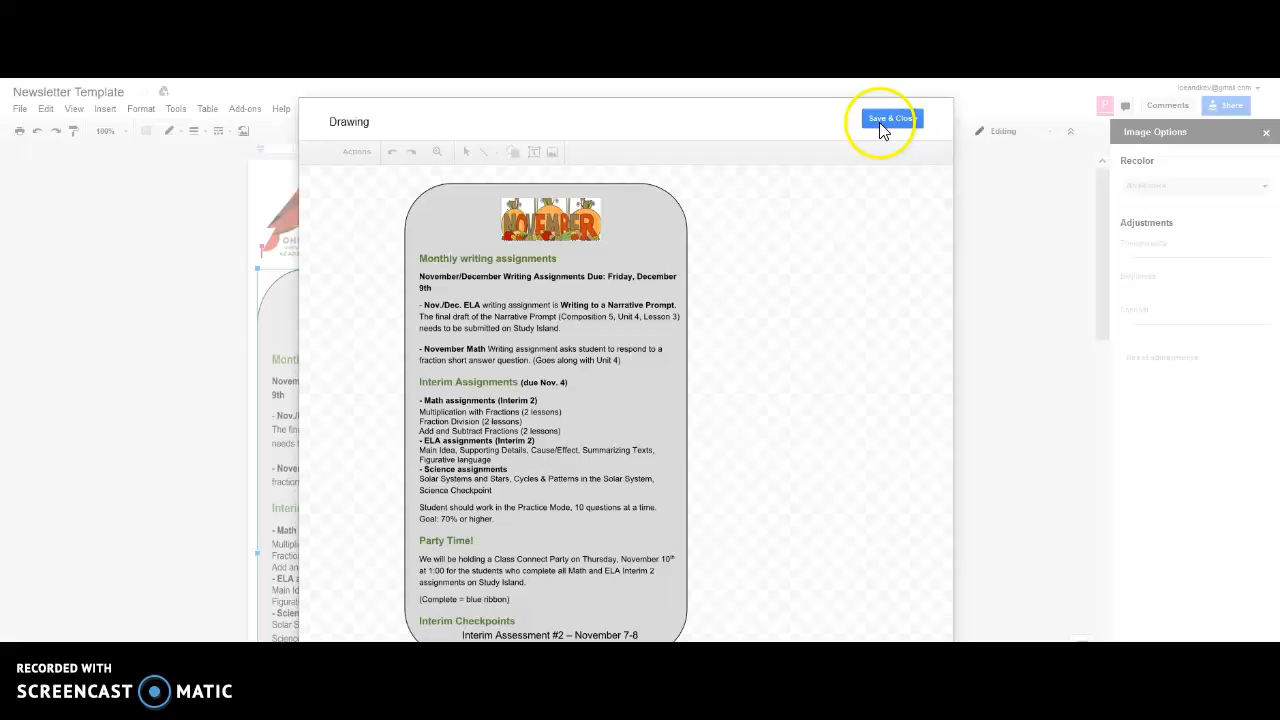 Newsletter Template
File Edit View Insert Format Tools Table Add-ons Help
100%
Drawing
Save & Close
Actions
Comments
Share
Editing
Image Options
Recolor
Adjustments
NOVEMBER
Monthly writing assignments
November/December Writing Assignments Due: Friday, December
9th
- Nov./Dec. ELA writing assignment is Writing to a Narrative Prompt.
The final draft of the Narrative Prompt (Composition 5, Unit 4, Lesson 3)
needs to be submitted on Study Island.
- November Math Writing assignment asks student to respond to a
fraction short answer question. (Goes along with Unit 4)
Interim Assignments (due Nov. 4)
- Math assignments (Interim 2)
Multiplication with Fractions (2 lessons)
Fraction Division (2 lessons)
Add and Subtract Fractions (2 lessons)
- ELA assignments (Interim 2)
Main Idea, Supporting Details, Cause/Effect, Summarizing Texts,
Figurative language
- Science assignments
Solar Systems and Stars, Cycles & Patterns in the Solar System,
Science Checkpoint
Student should work in the Practice Mode, 10 questions at a time.
Goal: 70% or higher.
Party Time!
We will be holding a Class Connect Party on Thursday, November 10th
at 1:00 for the students who complete all Math and ELA Interim 2
assignments on Study Island.
(Complete = blue ribbon)
Interim Checkpoints
Interim Assessment #2 – November 7-8
RECORDED WITH
SCREENCAST MATIC